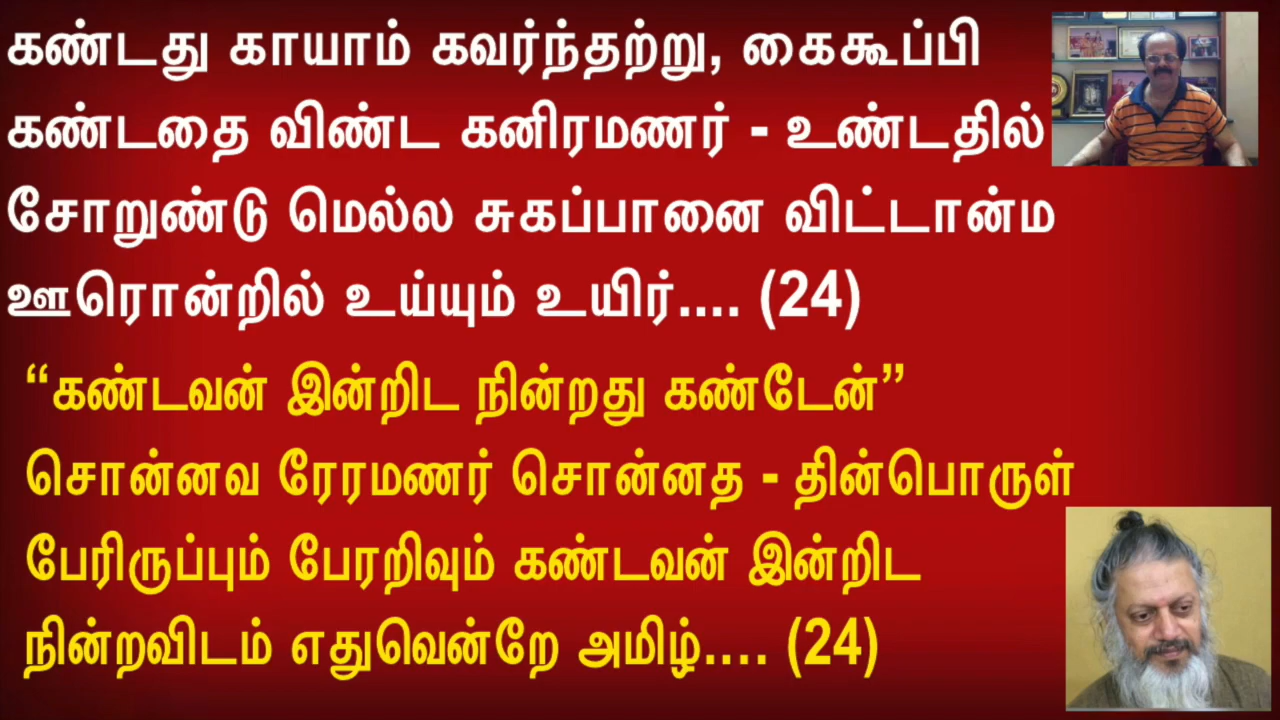 கண்டது காயாம் கவர்ந்தற்று, கைகூப்பி
கண்டதை விண்ட கனிரமணர் - உண்டதில்
சோறுண்டு மெல்ல சுகப்பானை விட்டான்ம
ஊரொன்றில் உய்யும் உயிர்.... (24)
“கண்டவன் இன்றிட நின்றது கண்டேன்”
சொன்னவ ரேரமணர் சொன்னத - தின்பொருள்
பேரிருப்பும் பேரறிவும் கண்டவன் இன்றிட
நின்றவிடம் எதுவென்றே அமிழ்.... (24)